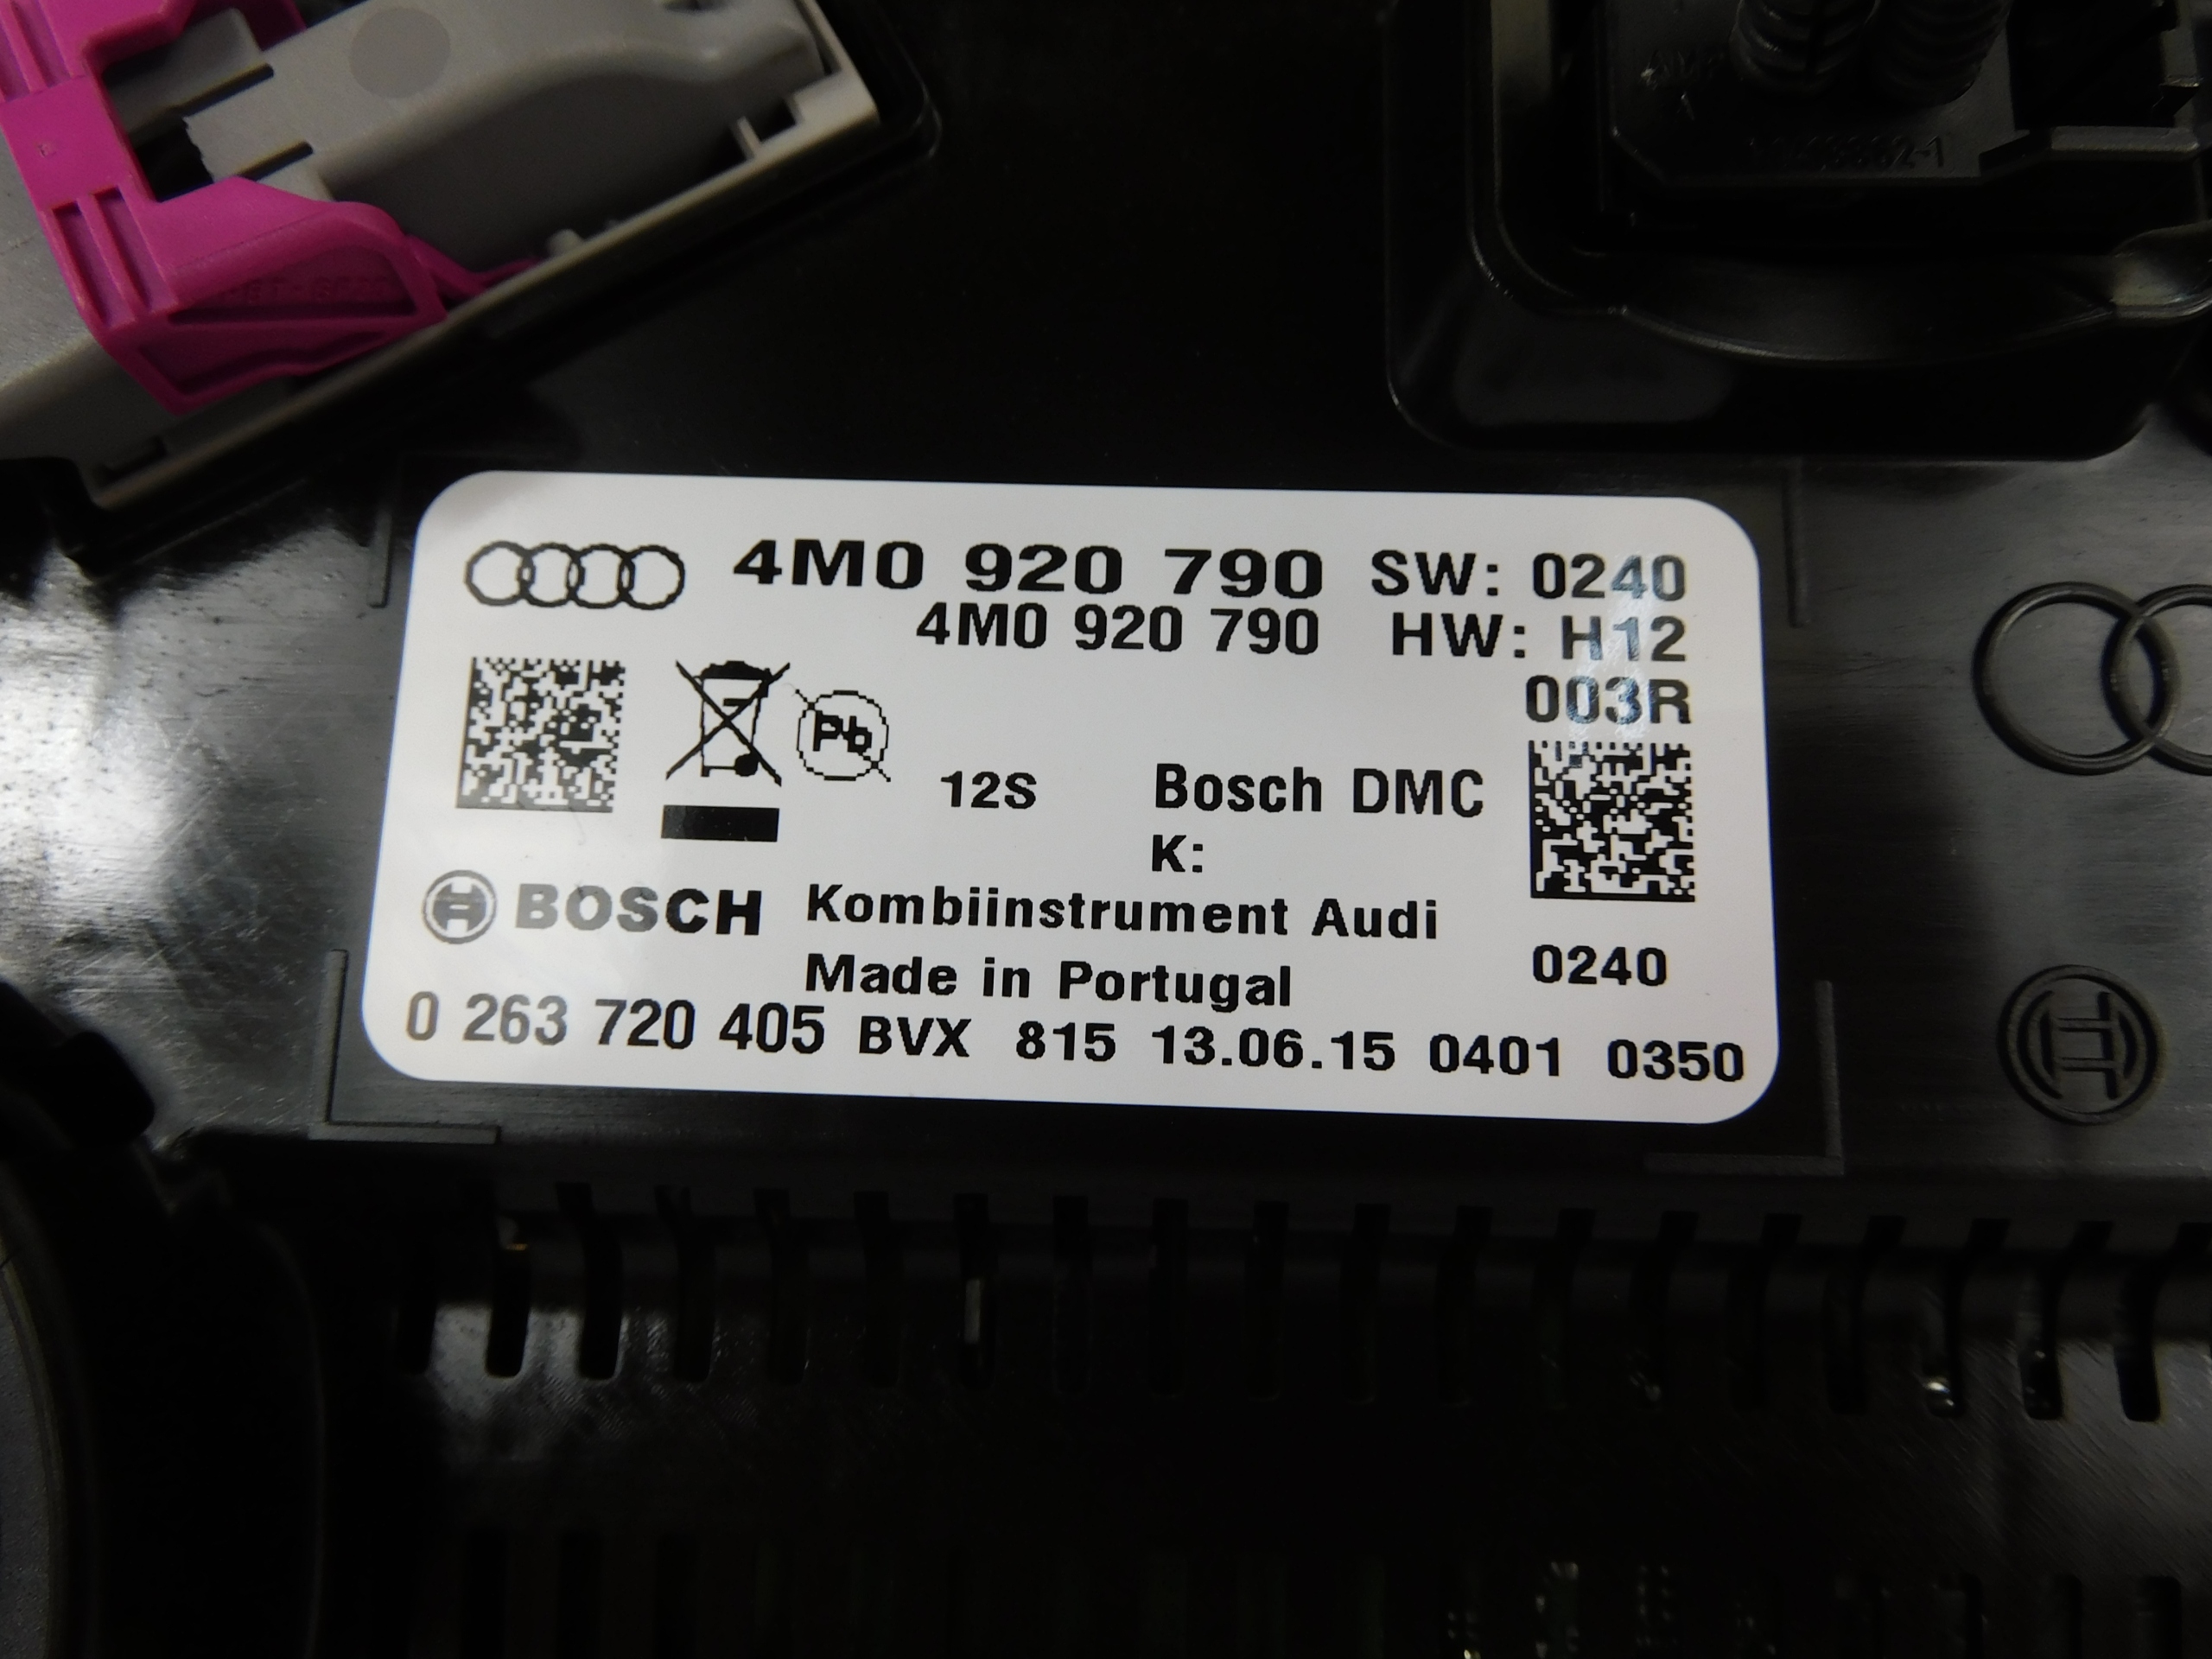 4M0 920 790 SW: 0240
4M0 920 790 HW: H12
003R
Pb
12S Bosch DMC
K:
BOSCH Kombiinstrument Audi
Made in Portugal 0240
0 263 720 405 BVX 815 13.06.15 0401 0350